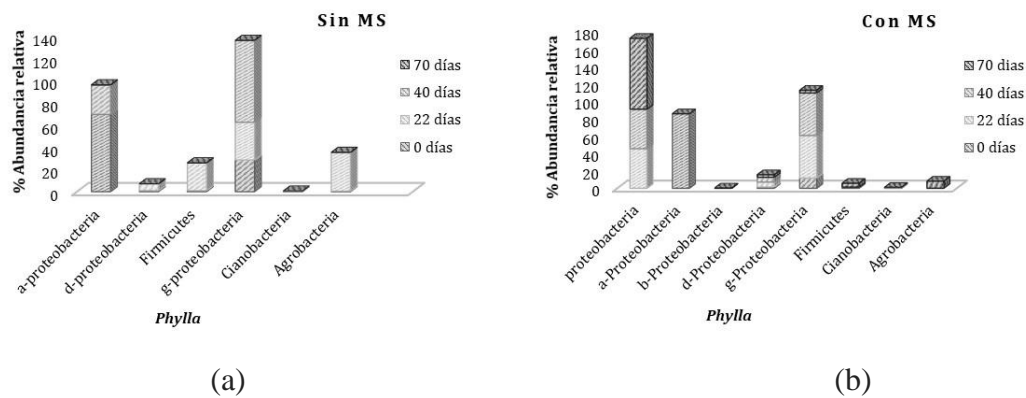 Sin MS
% Abundancia relativa
140
120
100
80
60
40
20
0
70 días
40 días
22 días
0 días
a-proteobacteria
d-proteobacteria
Firmicutes
g-proteobacteria
Cianobacteria
Agrobacteria
Phylla
(a)
Con MS
% Abundancia relativa
180
160
140
120
100
80
60
40
20
0
70 dias
40 días
22 días
0 días
proteobacteria
a-Proteobacteria
b-Proteobacteria
d-Proteobacteria
g-Proteobacteria
Firmicutes
Cianobacteria
Agrobacteria
Phylla
(b)